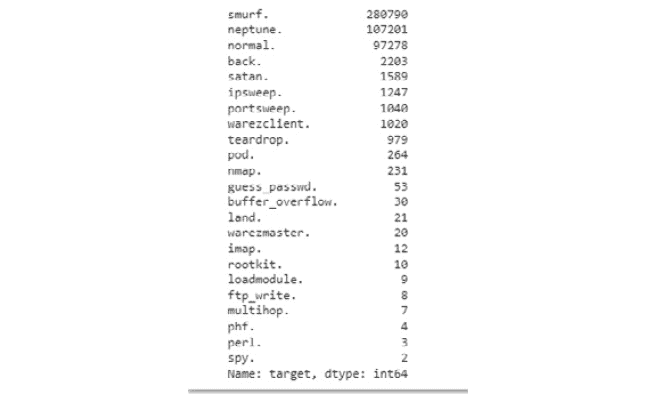 smurf. 280790
neptune. 107201
normal. 97278
back. 2203
satan. 1589
ipsweep. 1247
portsweep. 1040
warezclient. 1020
teardrop. 979
pod. 264
nmap. 231
guess_passwd. 53
buffer_overflow. 30
land. 21
warezmaster. 20
imap. 12
rootkit. 10
loadmodule. 9
ftp_write. 8
multihop. 7
phf. 4
perl. 3
spy. 2
Name: target, dtype: int64